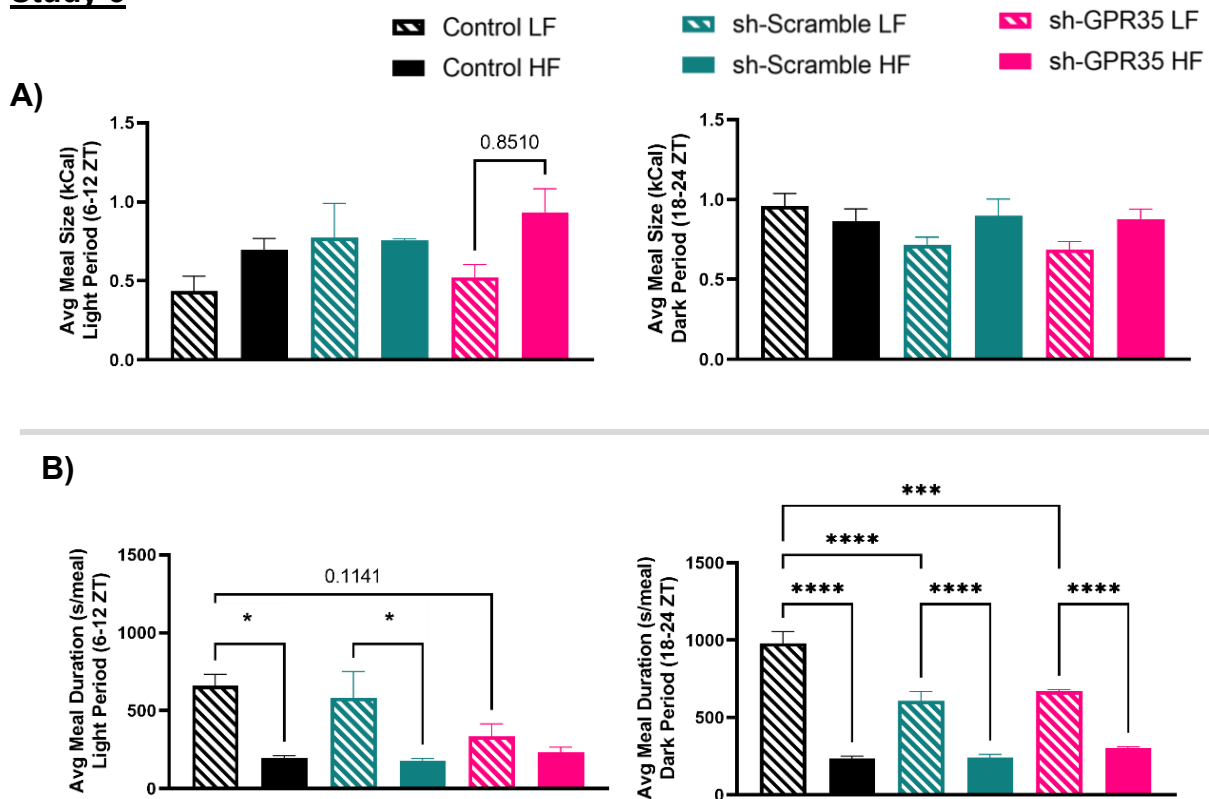 Control LF
sh-Scramble LF
sh-GPR35 LF
Control HF
sh-Scramble HF
sh-GPR35 HF
A)
Avg Meal Size (kCal)
Light Period (6-12 ZT)
1.5
1.0
0.5
0.0
0.8510
Avg Meal Size (kCal)
Dark Period (18-24 ZT)
1.5
1.0
0.5
0.0
B)
Avg Meal Duration (s/meal)
Light Period (6-12 ZT)
1500
1000
500
0
0.1141
*
*
Avg Meal Duration (s/meal)
Dark Period (18-24 ZT)
1500
1000
500
0
***
****
****
****
****